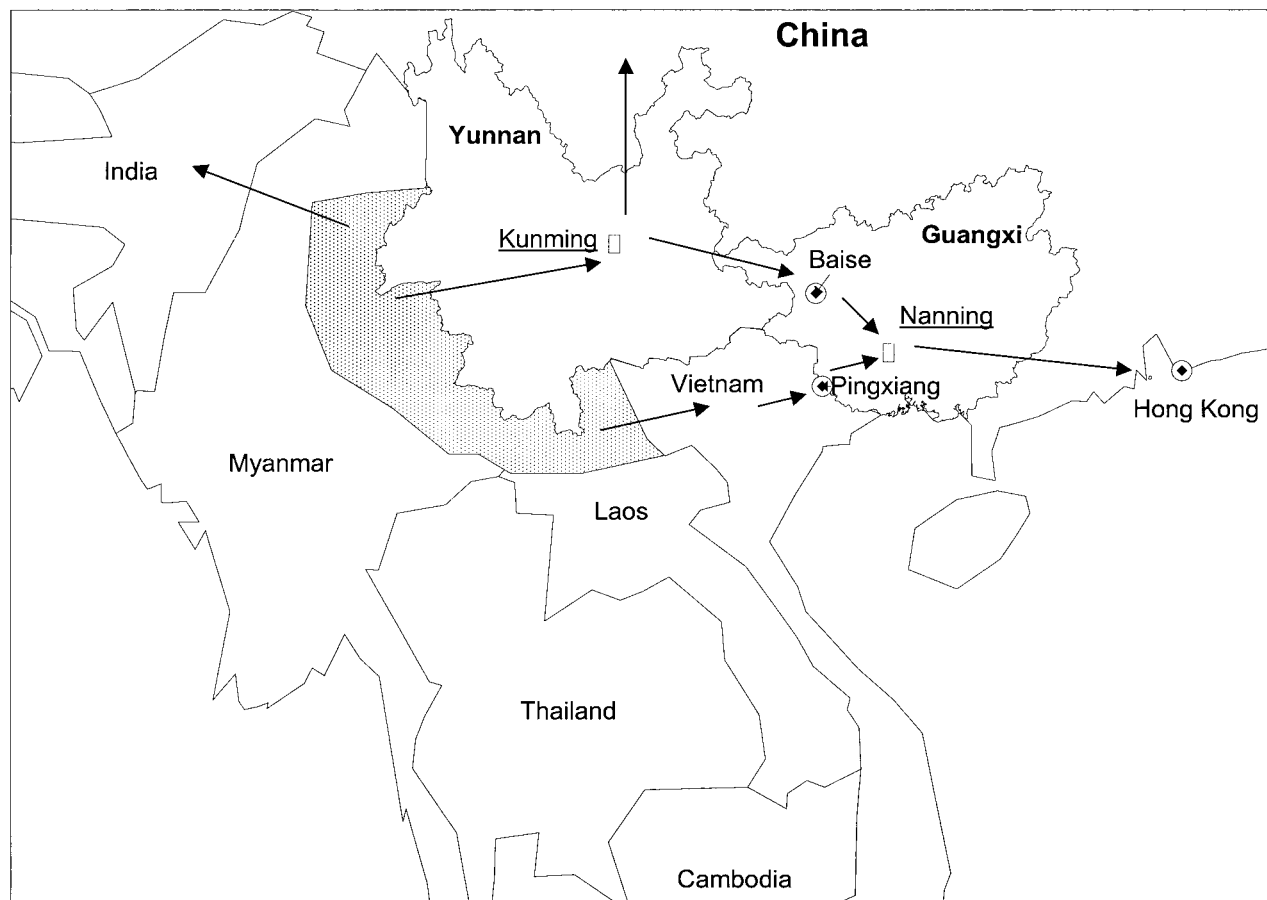 China
Yunnan
India
Kunming
Guangxi
Baise
Nanning
Vietnam
Pingxiang
Hong Kong
Myanmar
Laos
Thailand
Cambodia